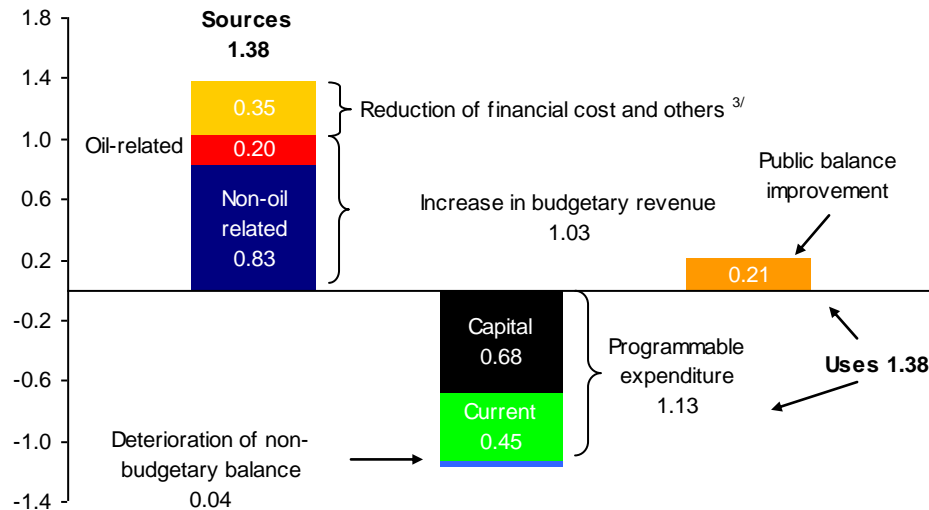 1.8
1.4
1.0
0.6
0.2
-0.2
-0.6
-1.0
-1.4
Sources
1.38
0.35
Reduction of financial cost and others 3/
Oil-related
0.20
Non-oil
related
0.83
Increase in budgetary revenue
1.03
Public balance
improvement
0.21
Capital
0.68
Programmable
expenditure
1.13
Uses 1.38
Current
0.45
Deterioration of non-
budgetary balance
0.04